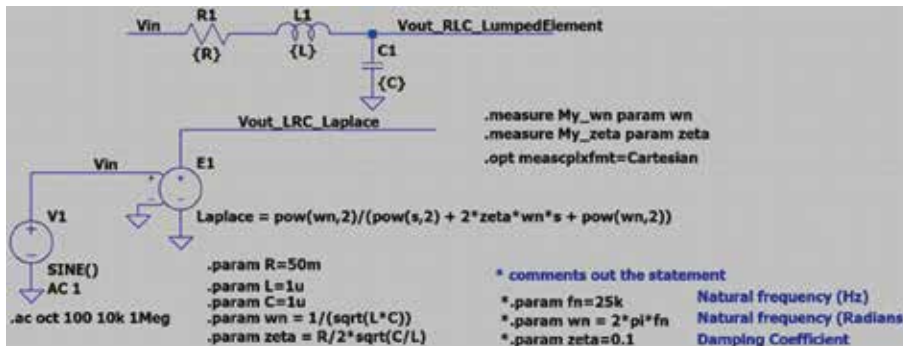 R1
L1
Vin
Vout_RLC_LumpedElement
{R}
{L}
C1
{C}
Vout_LRC_Laplace
.measure My_wn param wn
.measure My_zeta param zeta
.opt meascplxfmt=Cartesian
Vin
E1
+
-
+
-
Laplace = pow(wn,2)/(pow(s,2) + 2*zeta*wn*s + pow(wn,2))
V1
+
-
SINE()
AC 1
.ac oct 100 10k 1Meg
.param R=50m
.param L=1u
.param C=1u
.param wn = 1/(sqrt(L*C))
.param zeta = R/2*sqrt(C/L)
* comments out the statement
*.param fn=25k Natural frequency (Hz)
*.param wn = 2*pi*fn Natural frequency (Radians
*.param zeta=0.1 Damping Coefficient